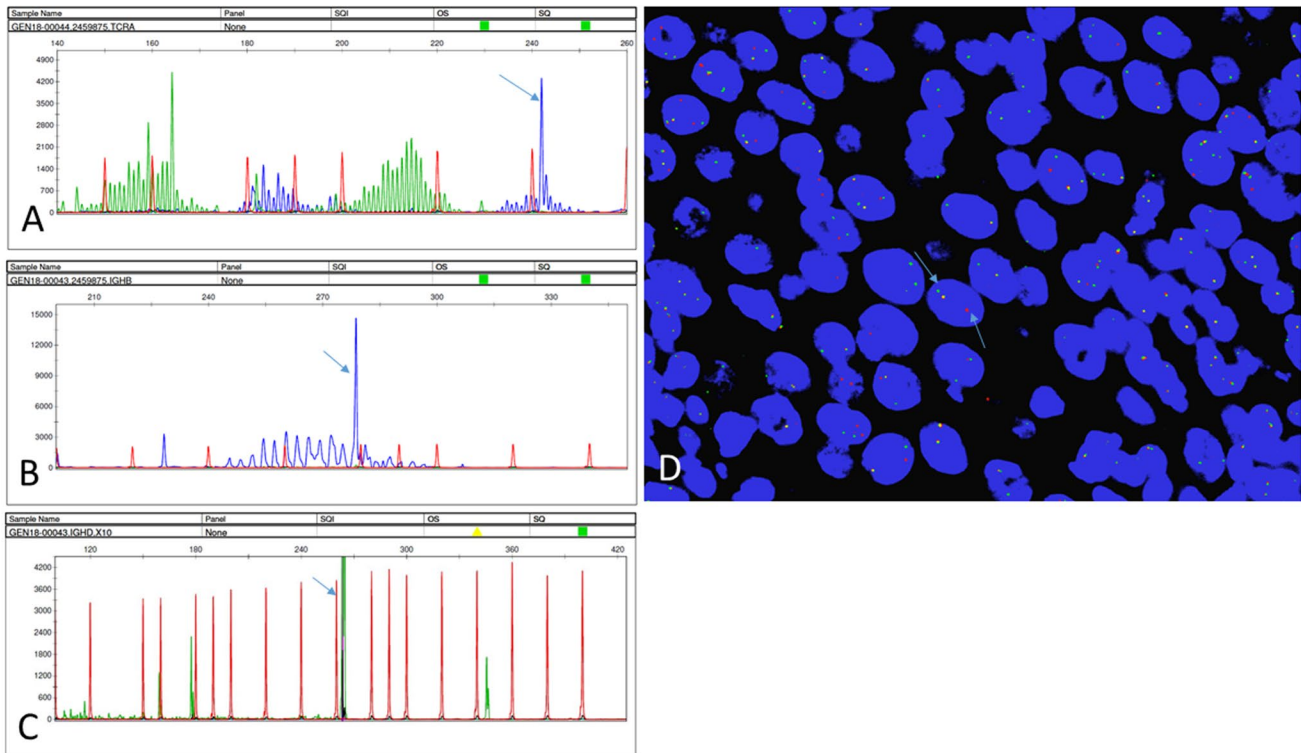 Sample Name Panel SQI OS SQ
GEN18-00044.2459875.TCRA None
140 160 180 200 220 240 260
4900
4200
3500
2800
2100
1400
700
0
A
Sample Name Panel SQI OS SQ
GEN18-00043.2459875.IGHB None
210 240 270 300 330
15000
12000
9000
6000
3000
0
B
Sample Name Panel SQI OS SQ
GEN18-00043.IGHD.X10 None
120 180 240 300 360 420
4200
3600
3000
2400
1800
1200
600
0
C
D